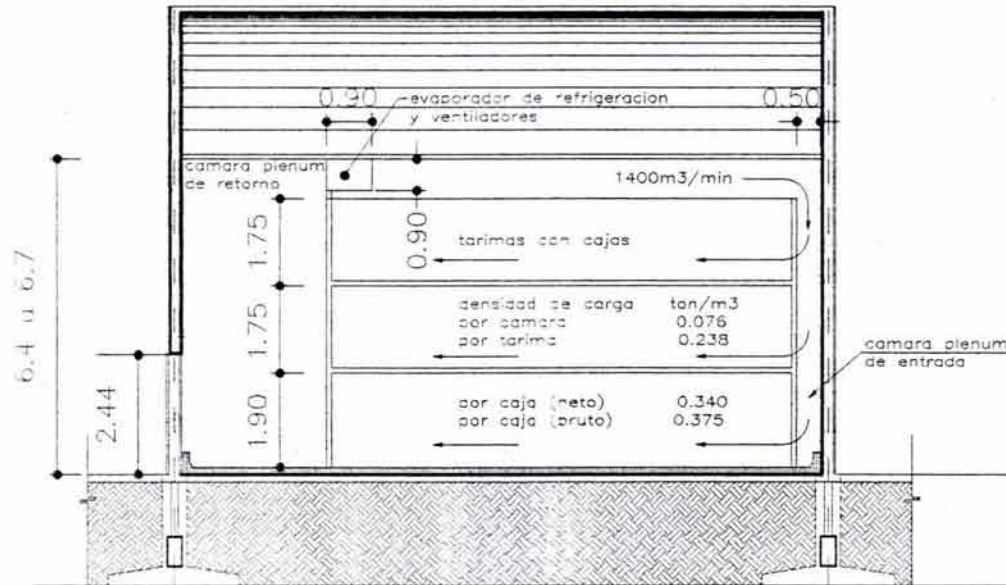 0.90
evaporador de refrigeracion
y ventiladores
0.50
camara plenum
de retorno
1400m3/min
6.4 a 6.7
1.75
0.90
tarimas con cajas
1.75
densidad de carga ton/m3
por camara 0.076
por tarima 0.238
camara plenum
de entrada
2.44
1.90
por caja (neto) 0.340
por caja (bruto) 0.375